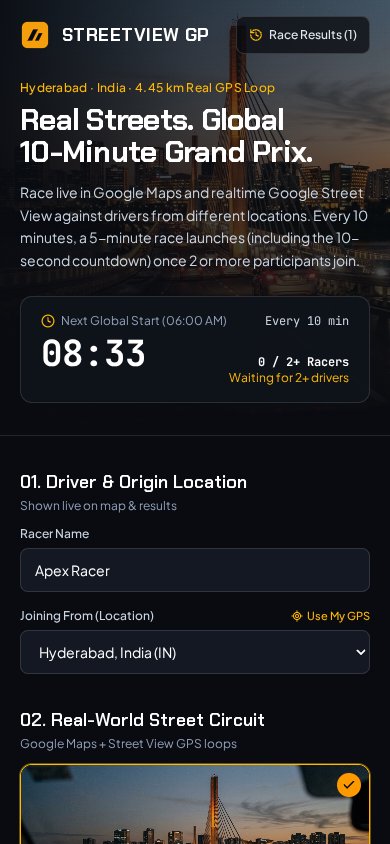 STREETVIEW GP
Race Results (1)
Hyderabad · India · 4.45 km Real GPS Loop
Real Streets. Global
10-Minute Grand Prix.
Race live in Google Maps and realtime Google Street
View against drivers from different locations. Every 10
minutes, a 5-minute race launches (including the 10-
second countdown) once 2 or more participants join.
Next Global Start (06:00 AM)
Every 10 min
08:33
0 / 2+ Racers
Waiting for 2+ drivers
01. Driver & Origin Location
Shown live on map & results
Racer Name
Apex Racer
Joining From (Location)
Use My GPS
Hyderabad, India (IN)
02. Real-World Street Circuit
Google Maps + Street View GPS loops